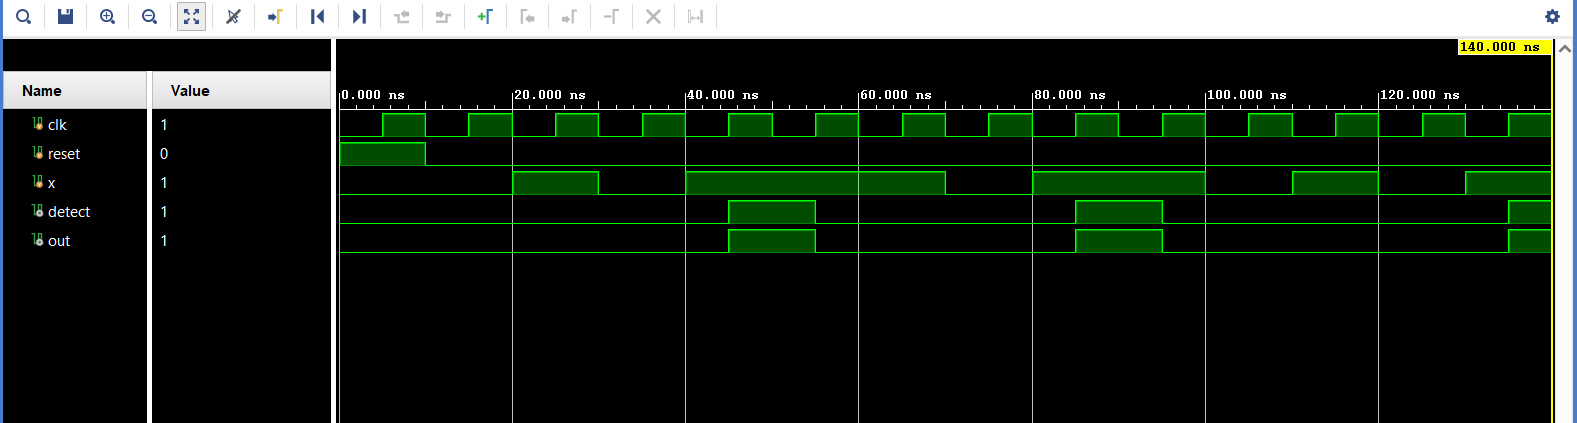 140.000 ns
Name Value
0.000 ns 20.000 ns 40.000 ns 60.000 ns 80.000 ns 100.000 ns 120.000 ns
clk 1
reset 0
x 1
detect 1
out 1